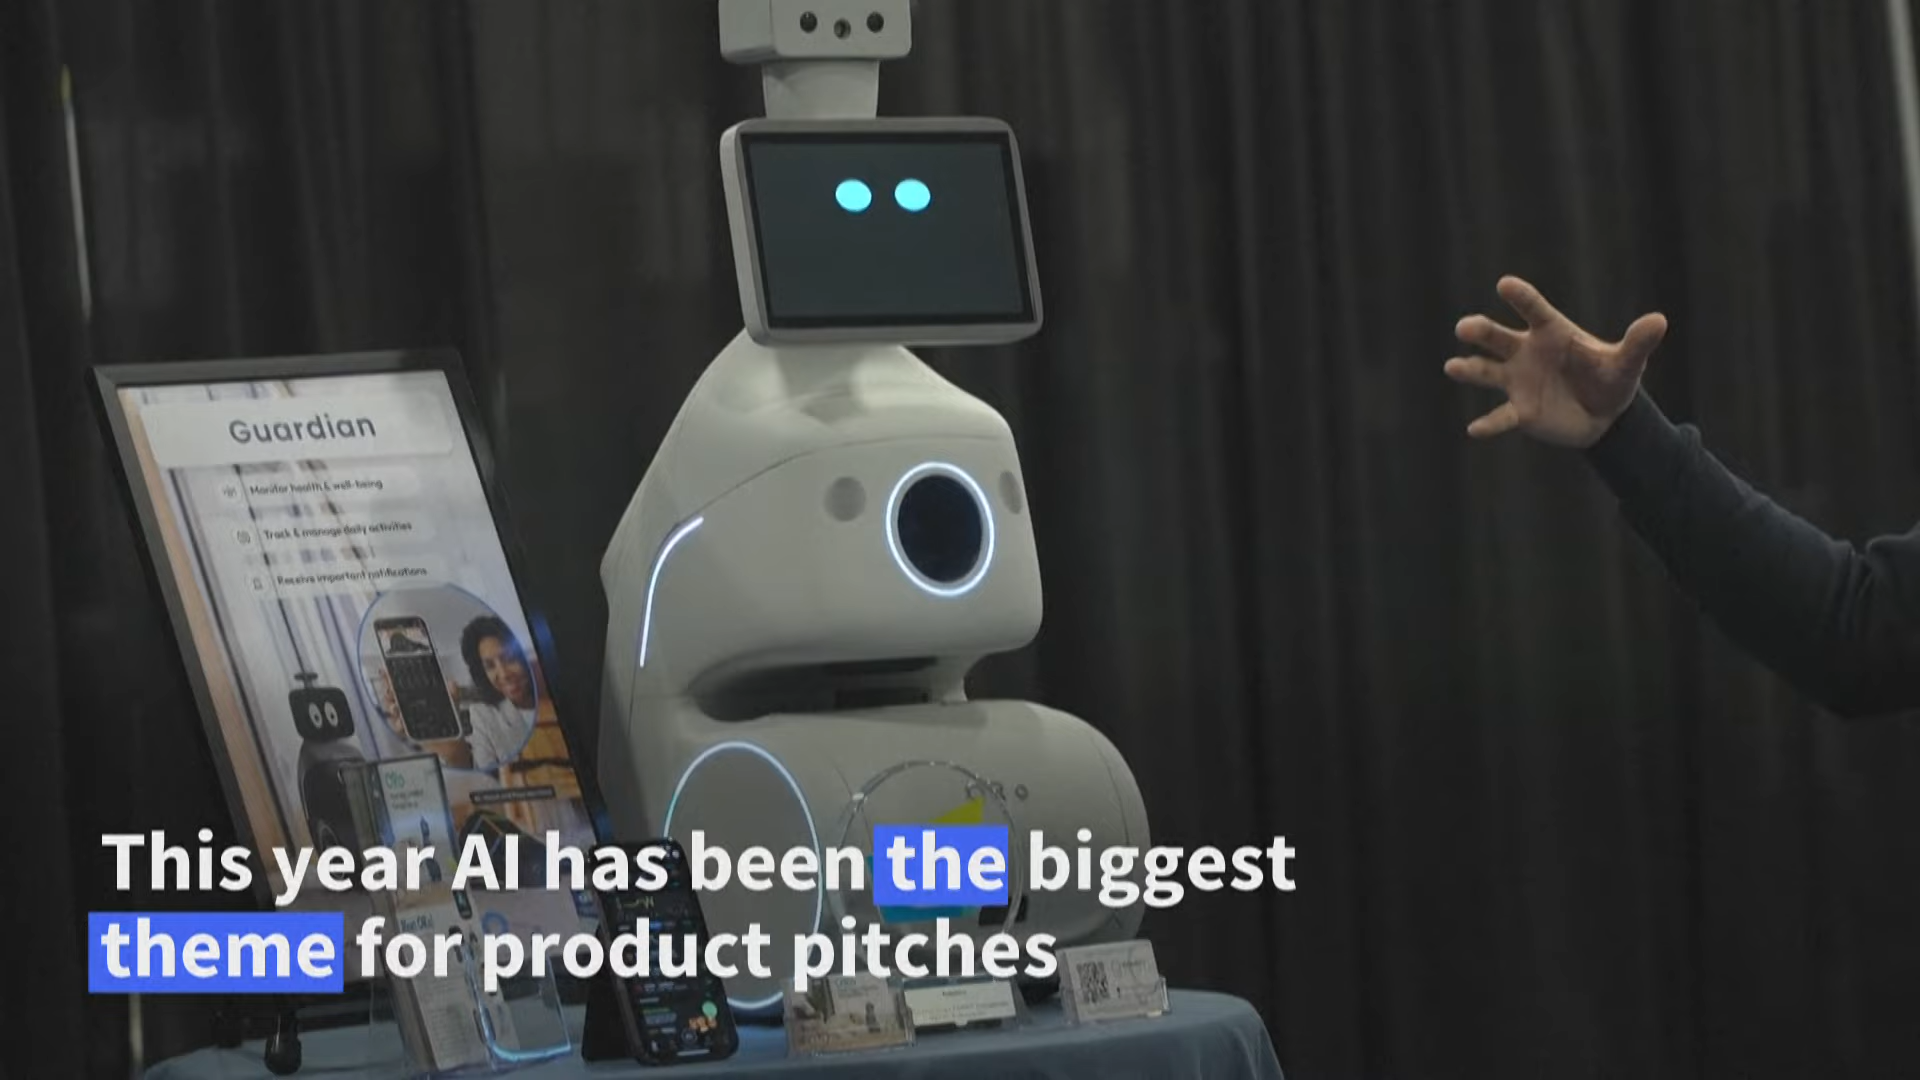 Guardian
Monitor health & well-being
Track & manage daily activities
Receive important notifications
This year AI has been the biggest
theme for product pitches